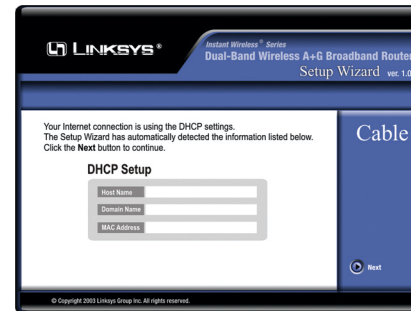 LINKSYS®
Instant Wireless® Series
Dual-Band Wireless A+G Broadband Router
Setup Wizard ver. 1.0
Your Internet connection is using the DHCP settings.
The Setup Wizard has automatically detected the information listed below.
Click the Next button to continue.
Cable
DHCP Setup
Host Name
Domain Name
MAC Address
Next
© Copyright 2003 Linksys Group Inc. All rights reserved.